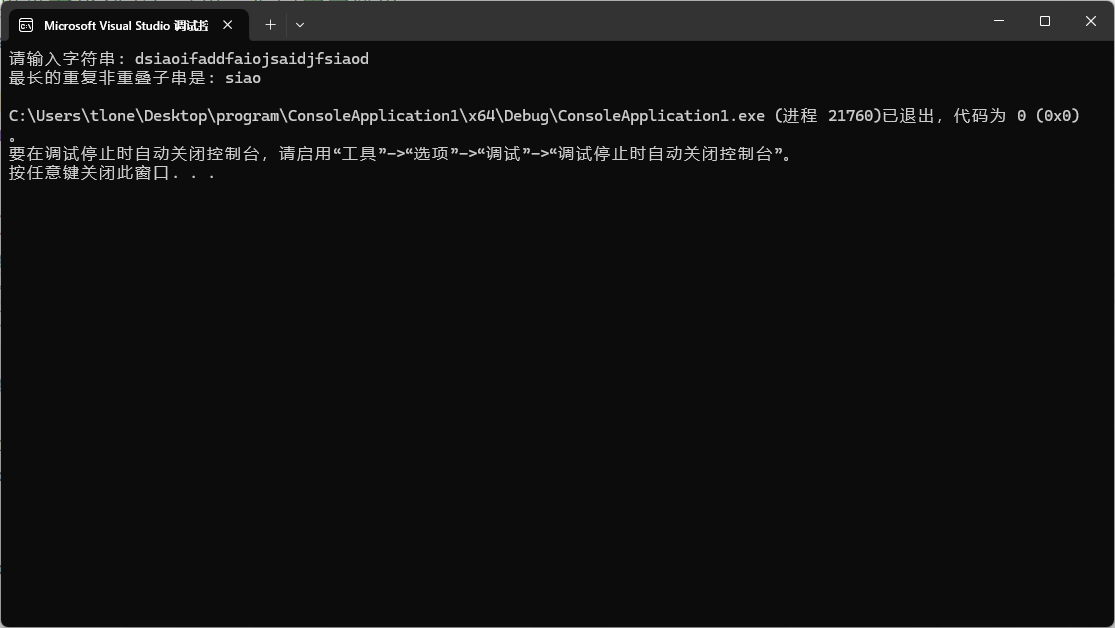 Microsoft Visual Studio 调试控
请输入字符串: dsiaoifaddfaiojsaidjfsiaod
最长的重复非重叠子串是: siao
C:\Users\tlone\Desktop\program\ConsoleApplication1\x64\Debug\ConsoleApplication1.exe (进程 21760)已退出，代码为 0 (0x0)
。
要在调试停止时自动关闭控制台，请启用“工具”->“选项”->“调试”->“调试停止时自动关闭控制台”。
按任意键关闭此窗口. . .